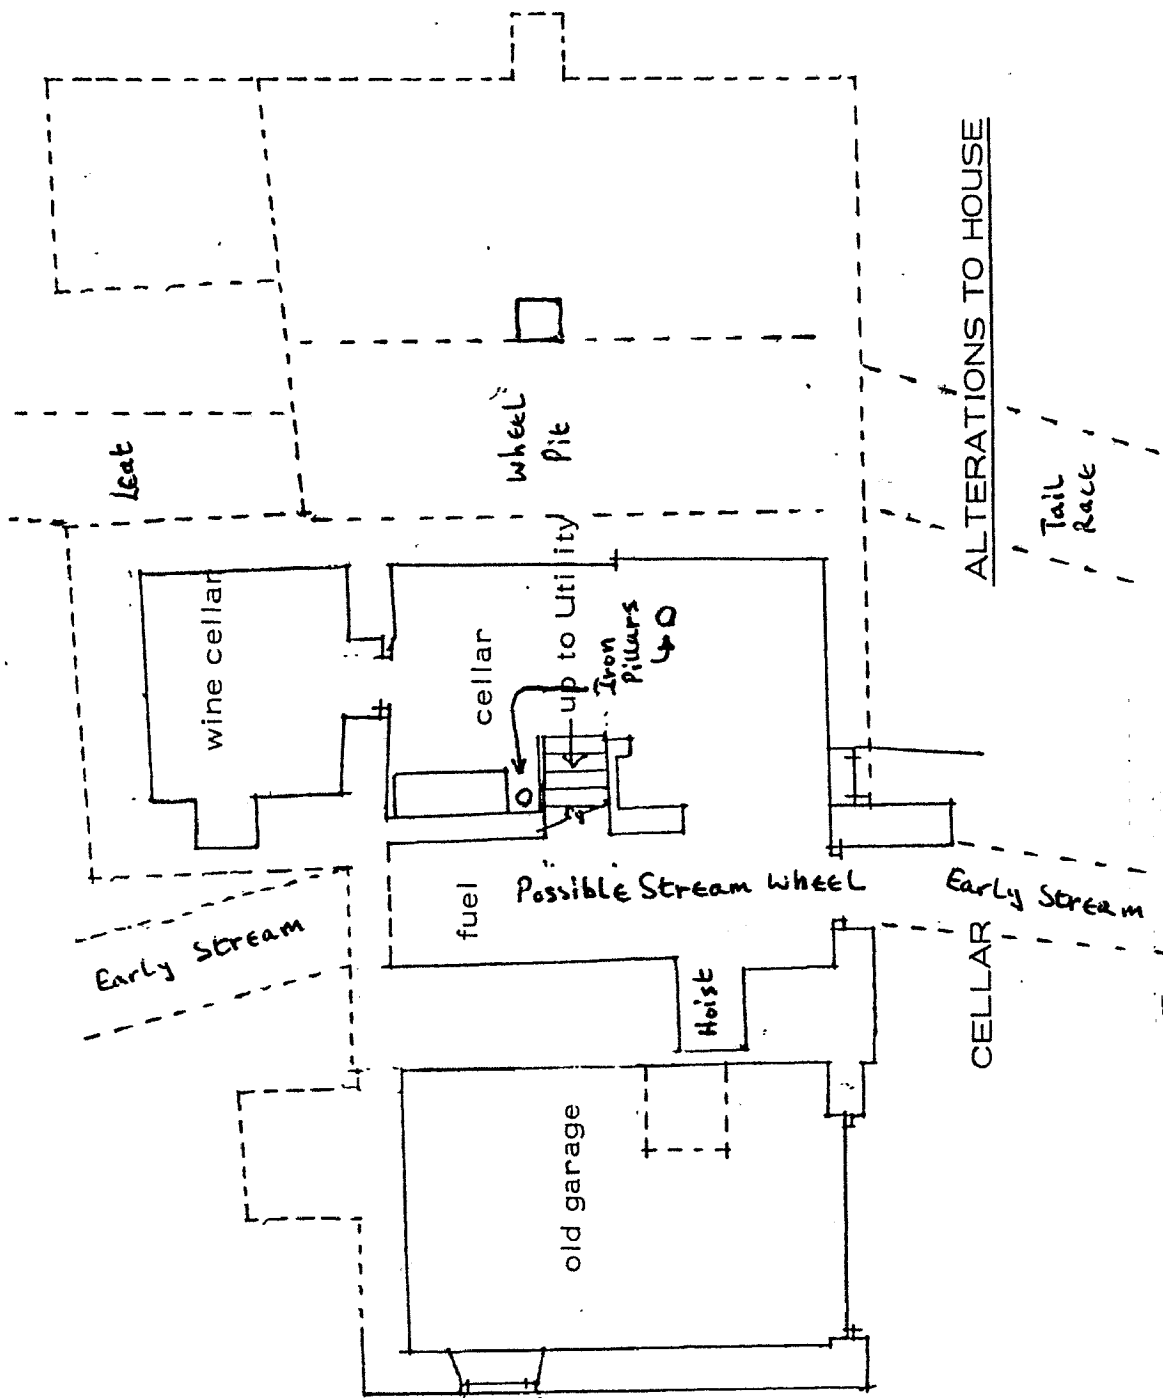 Leat
Wheel
Pit
ALTERATIONS TO HOUSE
Tail
Race
wine cellar
cellar
up to Utility
Iron
Pillars
fuel
Possible Stream Wheel
Early Stream
Early Stream
Hoist
CELLAR
old garage